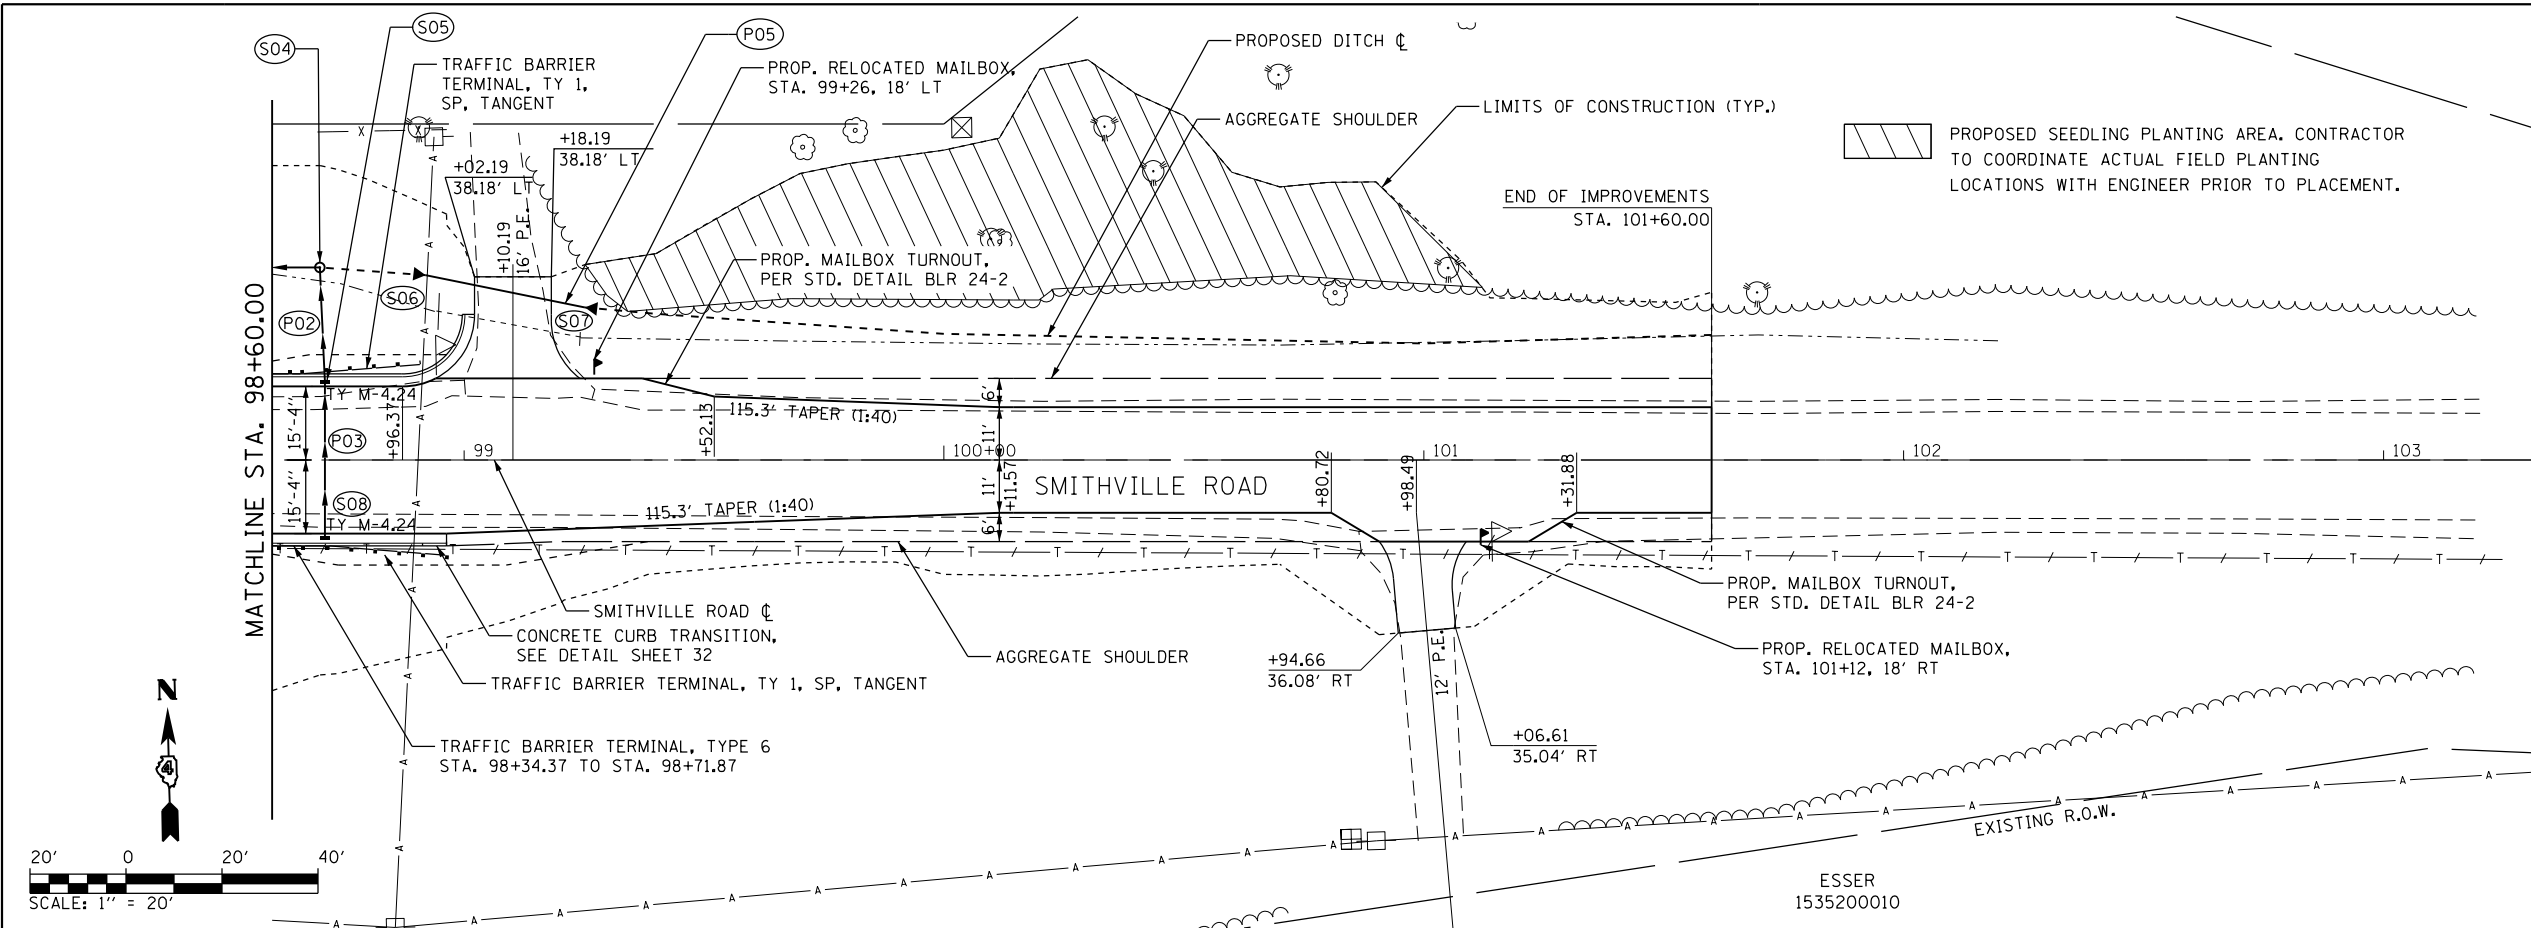 S04
S05
TRAFFIC BARRIER
TERMINAL, TY 1,
SP, TANGENT
P05
PROP. RELOCATED MAILBOX,
STA. 99+26, 18' LT
PROPOSED DITCH ℄
AGGREGATE SHOULDER
LIMITS OF CONSTRUCTION (TYP.)
PROPOSED SEEDLING PLANTING AREA. CONTRACTOR
TO COORDINATE ACTUAL FIELD PLANTING
LOCATIONS WITH ENGINEER PRIOR TO PLACEMENT.
END OF IMPROVEMENTS
STA. 101+60.00
X
X
+18.19
38.18' LT
+02.19
38.18' LT
+10.19
16' P.E.
PROP. MAILBOX TURNOUT,
PER STD. DETAIL BLR 24-2
S06
S07
P02
MATCHLINE STA. 98+60.00
TY M-4.24
15'-4"
+96.37
P03
99
+52.13
115.3' TAPER (1:40)
6'
11'
100+00
+11.57
11'
6'
SMITHVILLE ROAD
+80.72
+98.49
101
+31.88
102
103
15'-4"
S08
TY M-4.24
115.3' TAPER (1:40)
T T T T T T T T T T T T T T T T T T T T T T T T
SMITHVILLE ROAD ℄
CONCRETE CURB TRANSITION,
SEE DETAIL SHEET 32
AGGREGATE SHOULDER
TRAFFIC BARRIER TERMINAL, TY 1, SP, TANGENT
TRAFFIC BARRIER TERMINAL, TYPE 6
STA. 98+34.37 TO STA. 98+71.87
PROP. MAILBOX TURNOUT,
PER STD. DETAIL BLR 24-2
PROP. RELOCATED MAILBOX,
STA. 101+12, 18' RT
+94.66
36.08' RT
12' P.E.
+06.61
35.04' RT
N
4
20' 0 20' 40'
SCALE: 1'' = 20'
A A A A A A A A A A A A A A A A A A A A A A A A A A
EXISTING R.O.W.
ESSER
1535200010